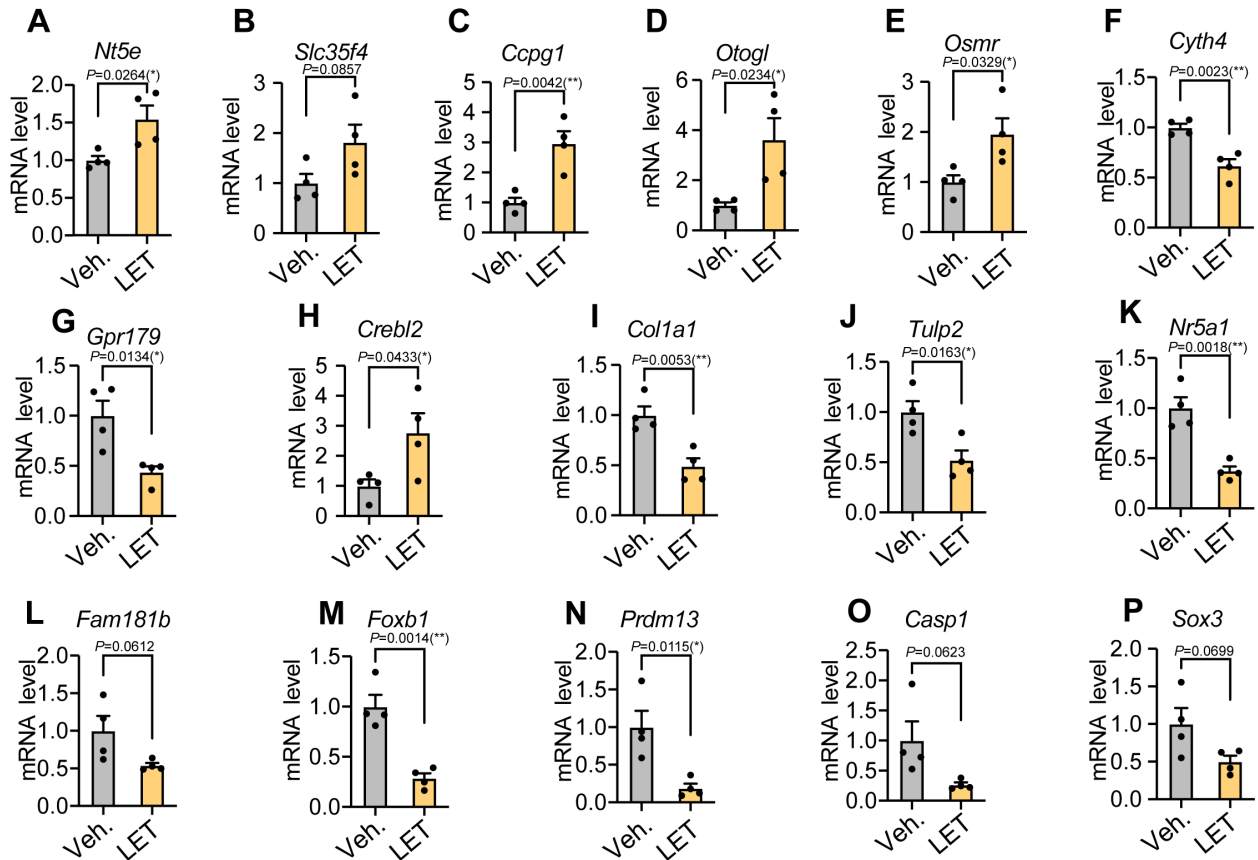 A
Nt5e
P=0.0264(*)
mRNA level
2.0
1.5
1.0
0.5
0.0
Veh.
LET
B
Slc35f4
P=0.0857
mRNA level
3
2
1
0
Veh.
LET
C
Ccpg1
P=0.0042(**)
mRNA level
5
4
3
2
1
0
Veh.
LET
D
Otogl
P=0.0234(*)
mRNA level
6
4
2
0
Veh.
LET
E
Osmr
P=0.0329(*)
mRNA level
3
2
1
0
Veh.
LET
F
Cyth4
P=0.0023(**)
mRNA level
1.5
1.0
0.5
0.0
Veh.
LET
G
Gpr179
P=0.0134(*)
mRNA level
1.5
1.0
0.5
0.0
Veh.
LET
H
Crebl2
P=0.0433(*)
mRNA level
5
4
3
2
1
0
Veh.
LET
I
Col1a1
P=0.0053(**)
mRNA level
1.5
1.0
0.5
0.0
Veh.
LET
J
Tulp2
P=0.0163(*)
mRNA level
1.5
1.0
0.5
0.0
Veh.
LET
K
Nr5a1
P=0.0018(**)
mRNA level
1.5
1.0
0.5
0.0
Veh.
LET
L
Fam181b
P=0.0612
mRNA level
2.0
1.5
1.0
0.5
0.0
Veh.
LET
M
Foxb1
P=0.0014(**)
mRNA level
1.5
1.0
0.5
0.0
Veh.
LET
N
Prdm13
P=0.0115(*)
mRNA level
2.0
1.5
1.0
0.5
0.0
Veh.
LET
O
Casp1
P=0.0623
mRNA level
2.5
2.0
1.5
1.0
0.5
0.0
Veh.
LET
P
Sox3
P=0.0699
mRNA level
2.0
1.5
1.0
0.5
0.0
Veh.
LET